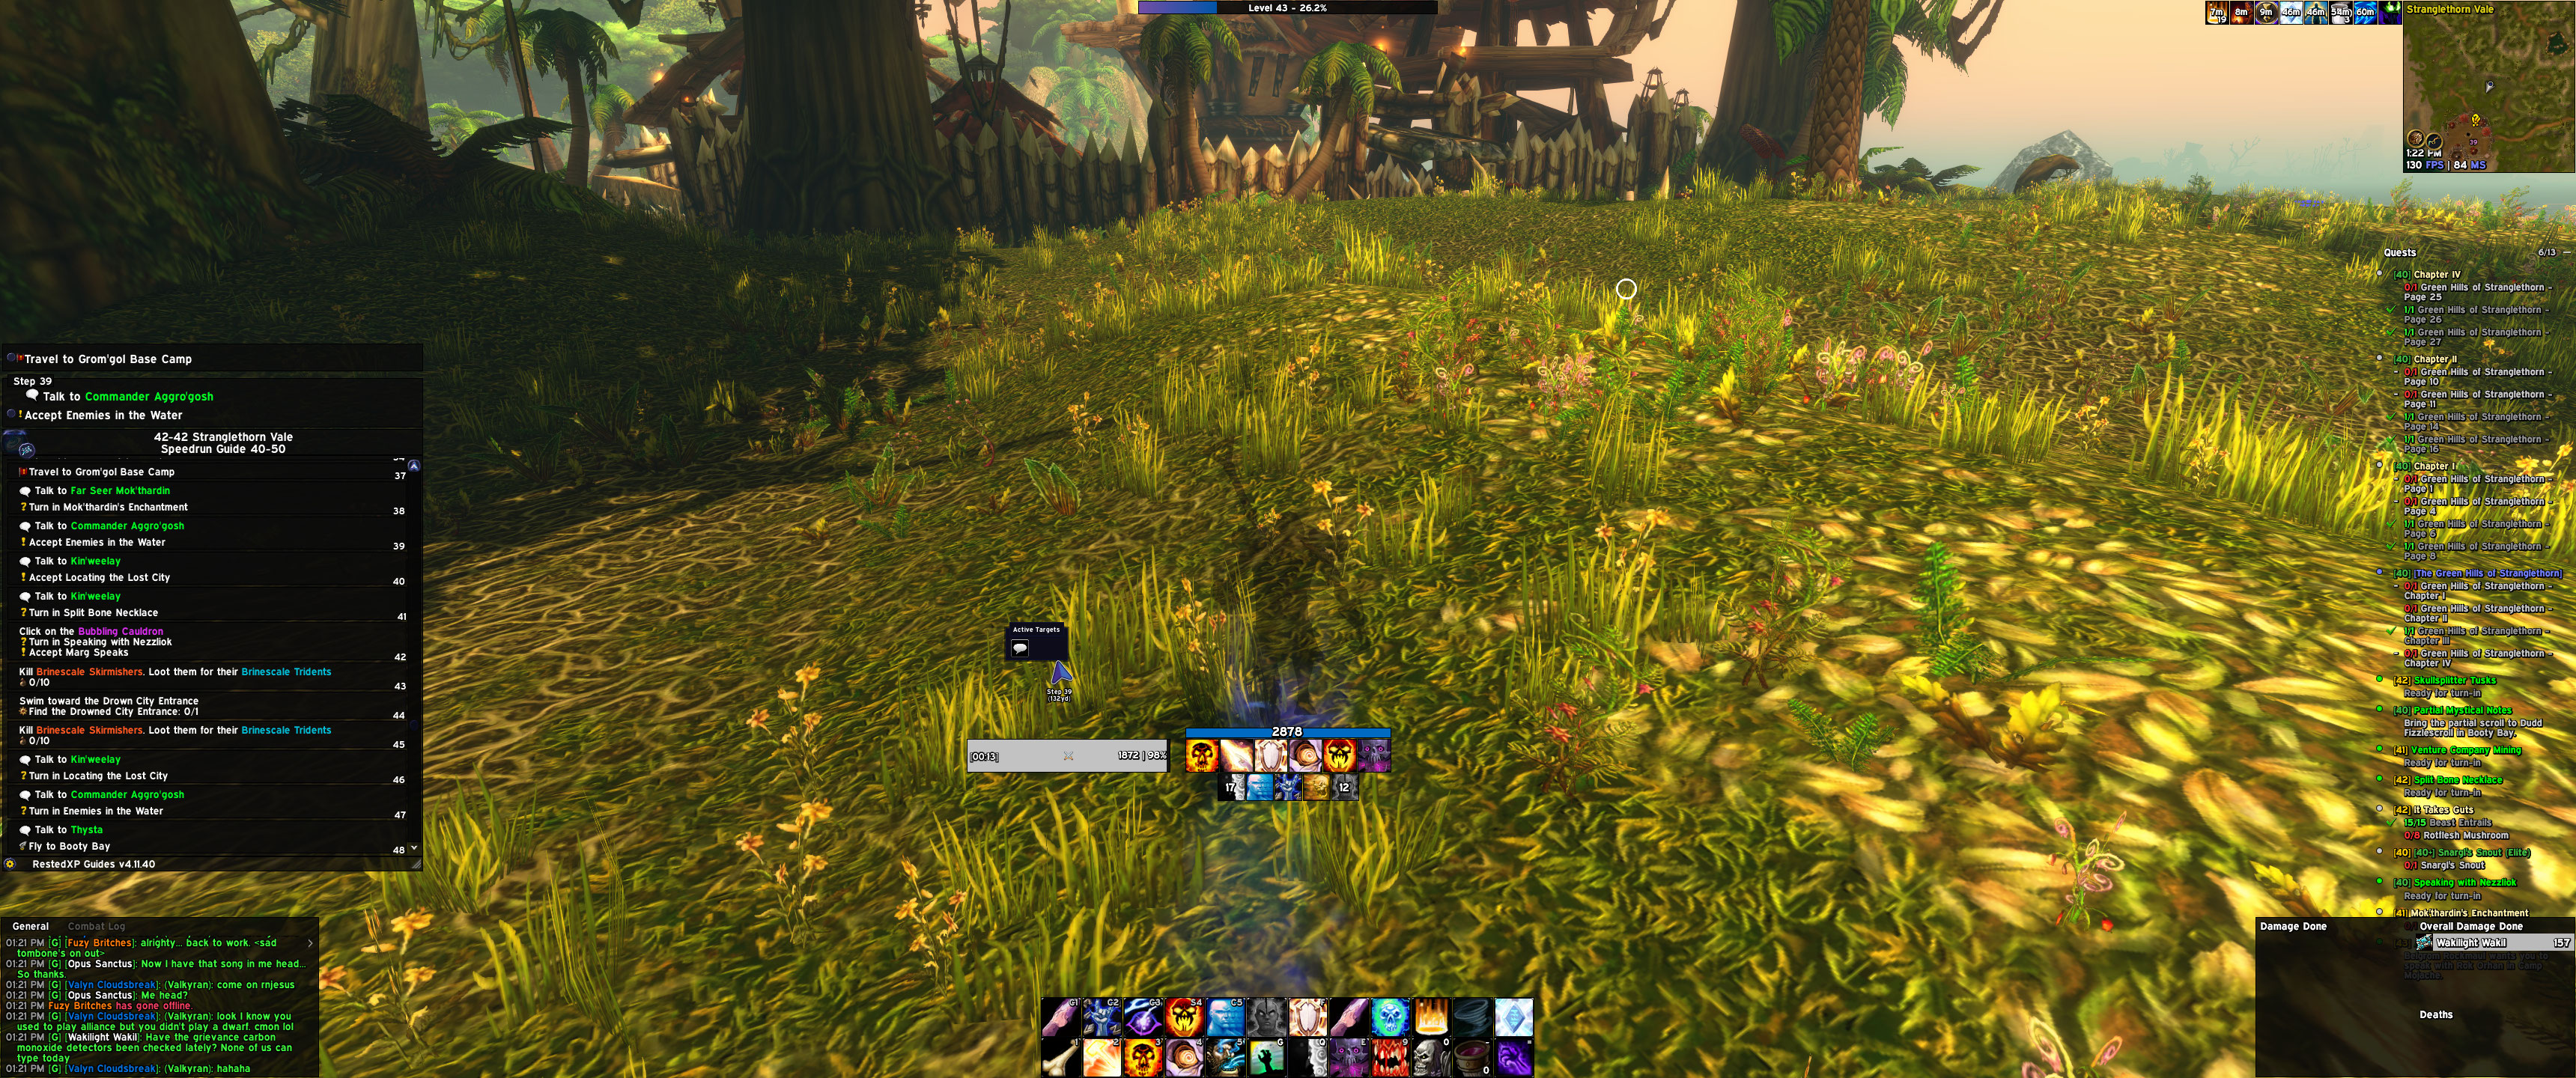 Level 43 - 26.2%
7m
19
8m
9m
46m
46m
54m
3
60m
Stranglethorn Vale
39
1:22 PM
130 FPS | 84 MS
Quests 6/13
[40] Chapter IV
0/1 Green Hills of Stranglethorn -
Page 25
1/1 Green Hills of Stranglethorn -
Page 26
1/1 Green Hills of Stranglethorn -
Page 27
[40] Chapter II
- 0/1 Green Hills of Stranglethorn -
Page 10
- 0/1 Green Hills of Stranglethorn -
Page 11
1/1 Green Hills of Stranglethorn -
Page 14
1/1 Green Hills of Stranglethorn -
Page 16
[40] Chapter I
- 0/1 Green Hills of Stranglethorn -
Page 1
- 0/1 Green Hills of Stranglethorn -
Page 4
1/1 Green Hills of Stranglethorn -
Page 6
1/1 Green Hills of Stranglethorn -
Page 8
[40] [The Green Hills of Stranglethorn]
- 0/1 Green Hills of Stranglethorn -
Chapter I
0/1 Green Hills of Stranglethorn -
Chapter II
1/1 Green Hills of Stranglethorn -
Chapter III
- 0/1 Green Hills of Stranglethorn -
Chapter IV
[42] Skullsplitter Tusks
Ready for turn-in
[40] Partial Mystical Notes
Bring the partial scroll to Dudd
Fizzlescroll in Booty Bay.
[41] Venture Company Mining
Ready for turn-in
[42] Split Bone Necklace
Ready for turn-in
[42] It Takes Guts
15/15 Beast Entrails
0/8 Rotflesh Mushroom
[40] [40+] Snargl's Snout (Elite)
0/1 Snargl's Snout
[40] Speaking with Nezzliok
Ready for turn-in
[41] Mok'thardin's Enchantment
Travel to Grom'gol Base Camp
Step 39
Talk to Commander Aggro'gosh
Accept Enemies in the Water
42-42 Stranglethorn Vale
Speedrun Guide 40-50
Travel to Grom'gol Base Camp
37
Talk to Far Seer Mok'thardin
Turn in Mok'thardin's Enchantment
38
Talk to Commander Aggro'gosh
Accept Enemies in the Water
39
Talk to Kin'weelay
Accept Locating the Lost City
40
Talk to Kin'weelay
Turn in Split Bone Necklace
41
Click on the Bubbling Cauldron
Turn in Speaking with Nezzliok
Accept Marg Speaks
42
Kill Brinescale Skirmishers. Loot them for their Brinescale Tridents
0/10
43
Swim toward the Drown City Entrance
Find the Drowned City Entrance: 0/1
44
Kill Brinescale Skirmishers. Loot them for their Brinescale Tridents
0/10
45
Talk to Kin'weelay
Turn in Locating the Lost City
46
Talk to Commander Aggro'gosh
Turn in Enemies in the Water
47
Talk to Thysta
Fly to Booty Bay
48
RestedXP Guides v4.11.40
Active Targets
Step 39
(132yd)
2878
[00:13] 1872 | 98%
17
12
General Combat Log
01:21 PM [G] [Fuzy Britches]: alrighty... back to work. <sad
tombone's on out>
01:21 PM [G] [Opus Sanctus]: Now I have that song in me head...
So thanks.
01:21 PM [G] [Valyn Cloudsbreak]: (Valkyran): come on rnjesus
01:21 PM [G] [Opus Sanctus]: Me head?
01:21 PM Fuzy Britches has gone offline.
01:21 PM [G] [Valyn Cloudsbreak]: (Valkyran): look I know you
used to play alliance but you didn't play a dwarf. cmon lol
01:21 PM [G] [Wakilight Wakil]: Have the grievance carbon
monoxide detectors been checked lately? None of us can
type today
01:21 PM [G] [Valyn Cloudsbreak]: (Valkyran): hahaha
Damage Done
Overall Damage Done
Wakilight Wakil 157
Deaths